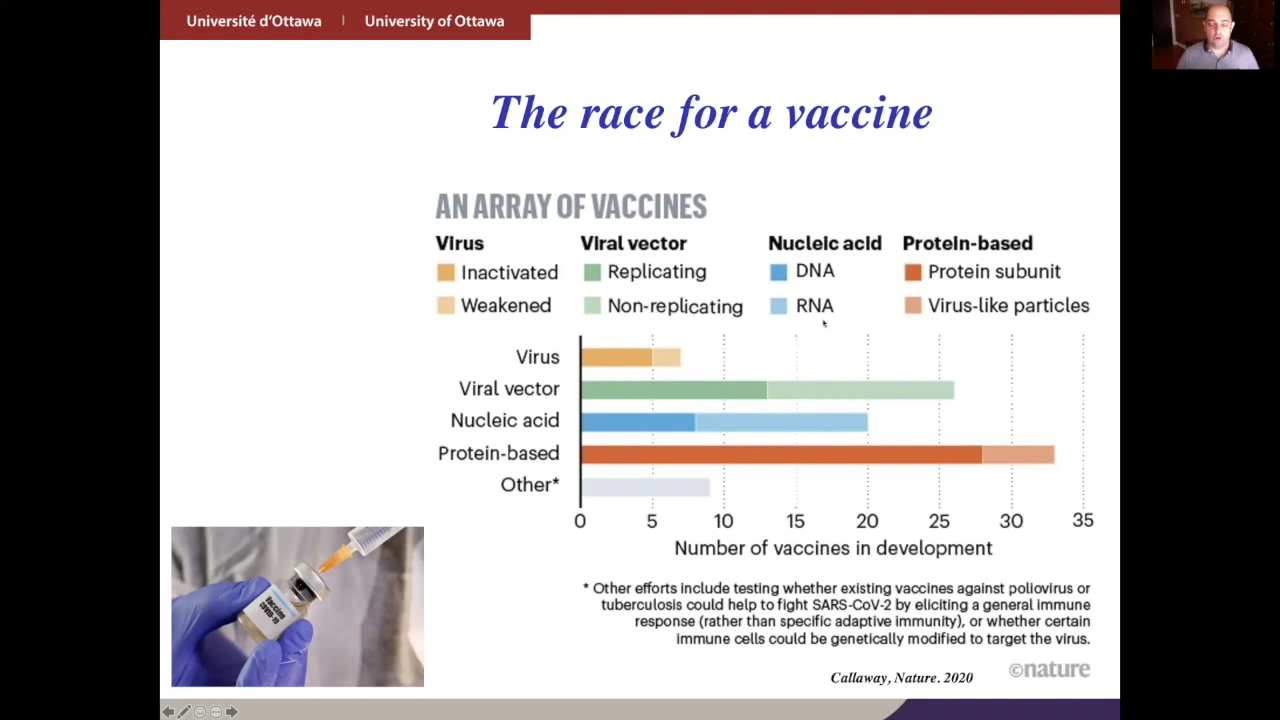 Université d'Ottawa | University of Ottawa
The race for a vaccine
AN ARRAY OF VACCINES
Virus
Inactivated
Weakened
Viral vector
Replicating
Non-replicating
Nucleic acid
DNA
RNA
Protein-based
Protein subunit
Virus-like particles
Virus
Viral vector
Nucleic acid
Protein-based
Other*
0 5 10 15 20 25 30 35
Number of vaccines in development
* Other efforts include testing whether existing vaccines against poliovirus or
tuberculosis could help to fight SARS-CoV-2 by eliciting a general immune
response (rather than specific adaptive immunity), or whether certain
immune cells could be genetically modified to target the virus.
©nature
Callaway, Nature. 2020
Vaccine
COVID-19